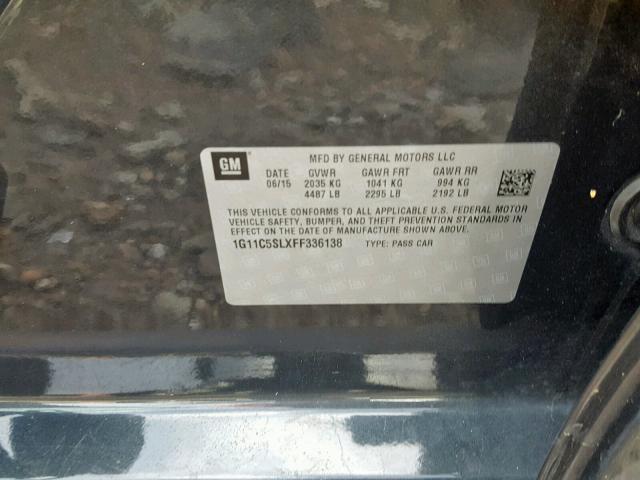 GM MFD BY GENERAL MOTORS LLC
DATE GVWR GAWR FRT GAWR RR
06/15 2035 KG 1041 KG 994 KG
4487 LB 2295 LB 2192 LB
THIS VEHICLE CONFORMS TO ALL APPLICABLE U.S. FEDERAL MOTOR
VEHICLE SAFETY, BUMPER, AND THEFT PREVENTION STANDARDS IN
EFFECT ON THE DATE OF MANUFACTURE SHOWN ABOVE.
1G11C5SLXFF336138 TYPE: PASS CAR